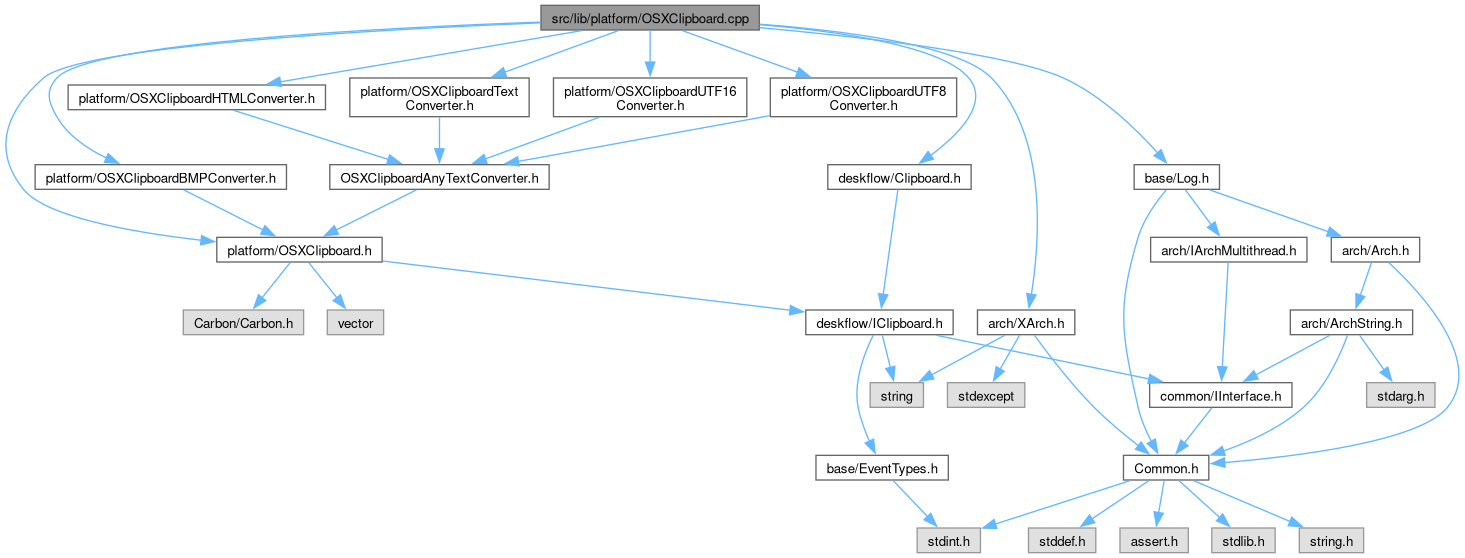 src/lib/platform/OSXClipboard.cpp
platform/OSXClipboardHTMLConverter.h
platform/OSXClipboardText
Converter.h
platform/OSXClipboardUTF16
Converter.h
platform/OSXClipboardUTF8
Converter.h
platform/OSXClipboardBMPConverter.h
OSXClipboardAnyTextConverter.h
deskflow/Clipboard.h
base/Log.h
platform/OSXClipboard.h
arch/IArchMultithread.h
arch/Arch.h
Carbon/Carbon.h
vector
deskflow/IClipboard.h
arch/XArch.h
arch/ArchString.h
string
stdexcept
common/IInterface.h
stdarg.h
base/EventTypes.h
Common.h
stdint.h
stddef.h
assert.h
stdlib.h
string.h